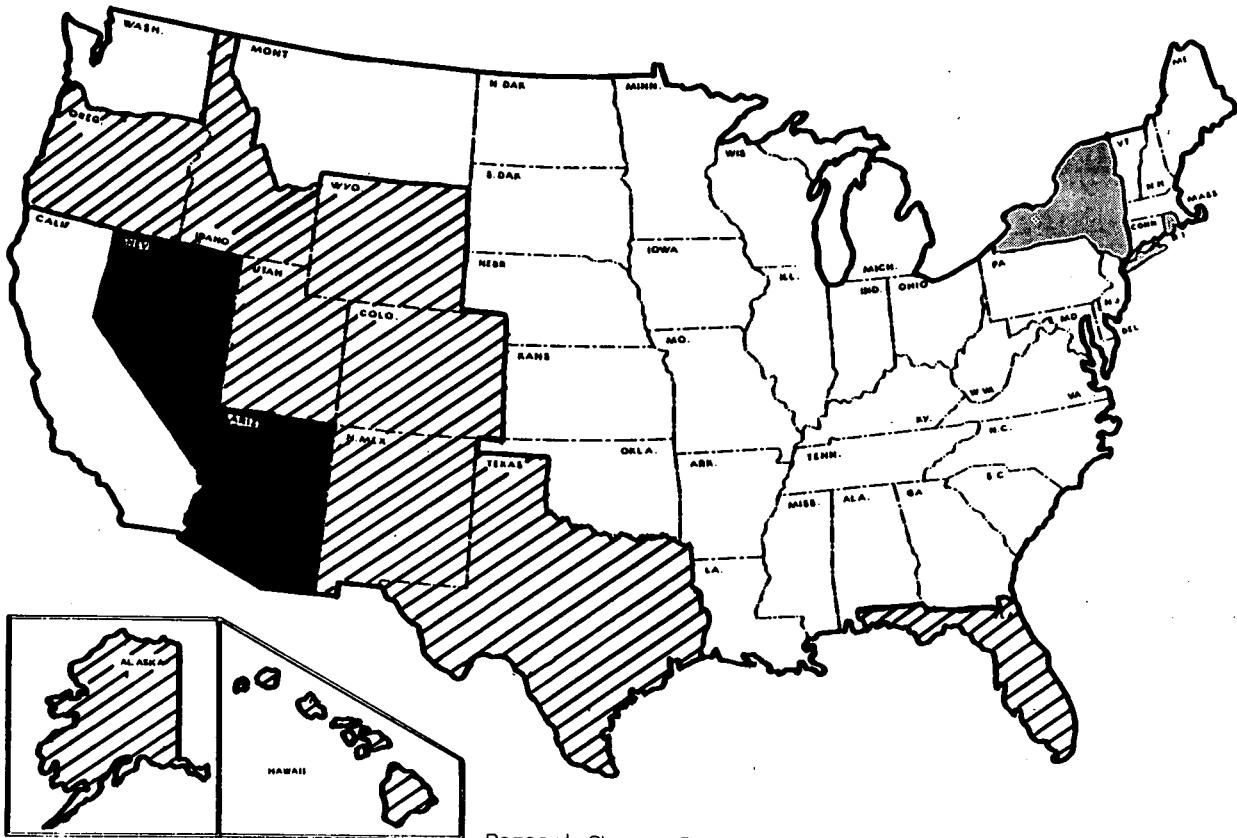 WASH.
MONT
N.DAK
MINN.
OREG.
WIS
S.DAK
WYO.
CALIF
IDAHO
NEV.
UTAH
NEBR
IOWA
ILL.
MICH.
IND.
OHIO
PA
VT
N.H.
MASS
CONN
R I
N J
MD
DEL
COLO.
KANS
MO.
W VA
VA
KY.
ARIZ
N.MEX
TEXAS
OKLA.
ARK.
TENN.
N.C.
S C
MISS.
ALA.
GA
LA.
ALASKA
HAWAII